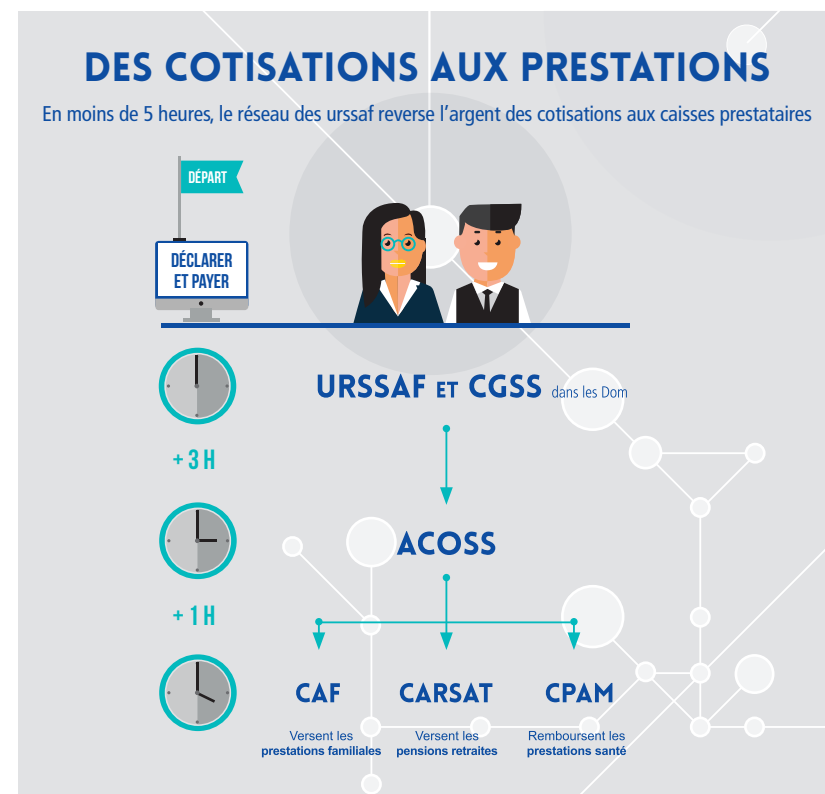 DES COTISATIONS AUX PRESTATIONS
En moins de 5 heures, le réseau des urssaf reverse l’argent des cotisations aux caisses prestataires
DÉPART
DÉCLARER
ET PAYER
URSSAF ET CGSS dans les Dom
+ 3 H
ACOSS
+ 1 H
CAF
Versent les
prestations familiales
CARSAT
Versent les
pensions retraites
CPAM
Remboursent les
prestations santé